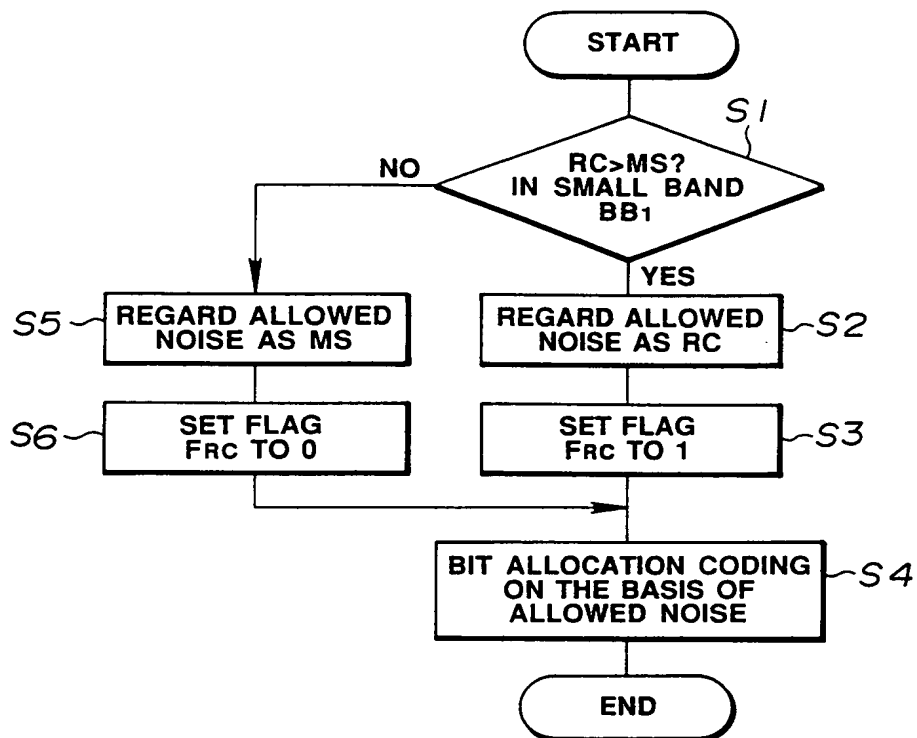 START
S1
RC>MS?
IN SMALL BAND
BB1
NO
YES
S5
REGARD ALLOWED
NOISE AS MS
REGARD ALLOWED
NOISE AS RC
S2
S6
SET FLAG
FRC TO 0
SET FLAG
FRC TO 1
S3
BIT ALLOCATION CODING
ON THE BASIS OF
ALLOWED NOISE
S4
END